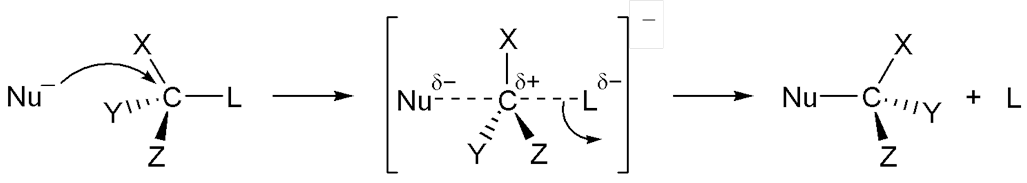 X X − X
Nu− C L Nu δ− C δ+ L δ− Nu C + L
Y Z Y Z Y Z